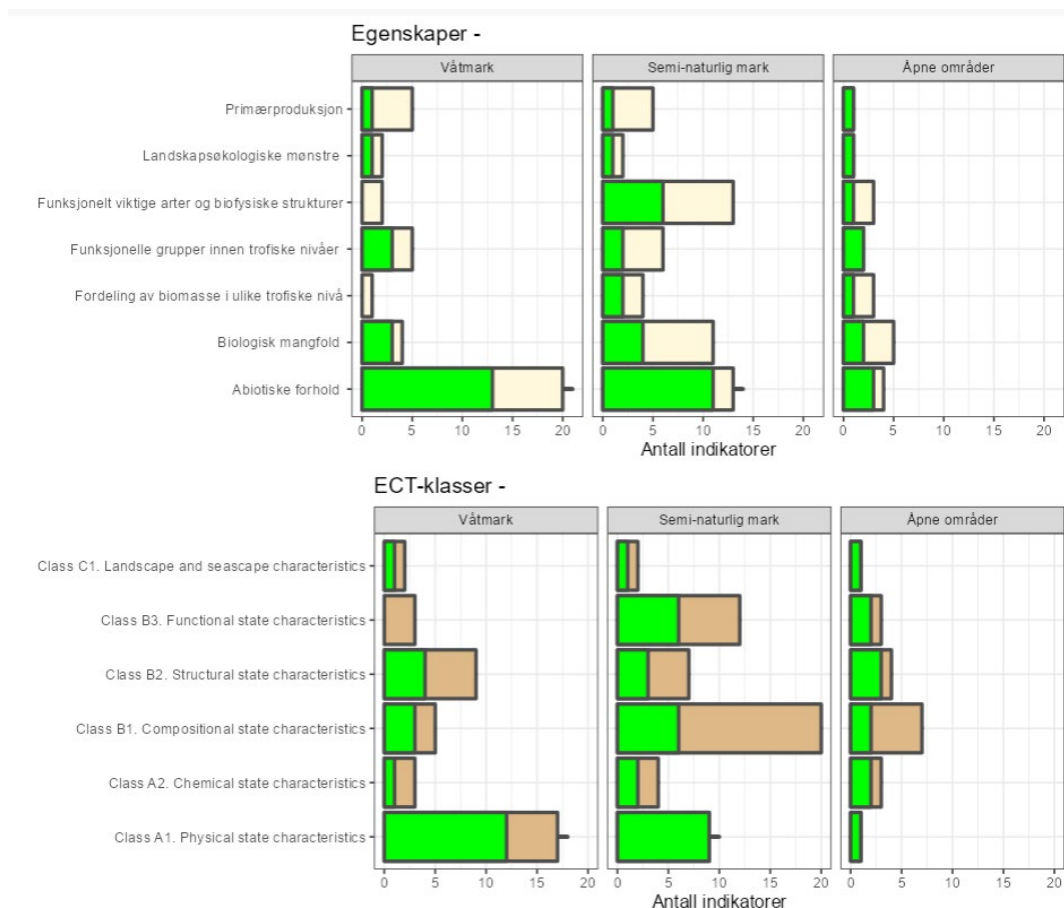 Egenskaper -
Våtmark
Semi-naturlig mark
Åpne områder
Primærproduksjon
Landskapsøkologiske mønstre
Funksjonelt viktige arter og biofysiske strukturer
Funksjonelle grupper innen trofiske nivåer
Fordeling av biomasse i ulike trofiske nivå
Biologisk mangfold
Abiotiske forhold
0 5 10 15 20 0 5 10 15 20 0 5 10 15 20
Antall indikatorer
ECT-klasser -
Våtmark
Semi-naturlig mark
Åpne områder
Class C1. Landscape and seascape characteristics
Class B3. Functional state characteristics
Class B2. Structural state characteristics
Class B1. Compositional state characteristics
Class A2. Chemical state characteristics
Class A1. Physical state characteristics
0 5 10 15 20 0 5 10 15 20 0 5 10 15 20
Antall indikatorer